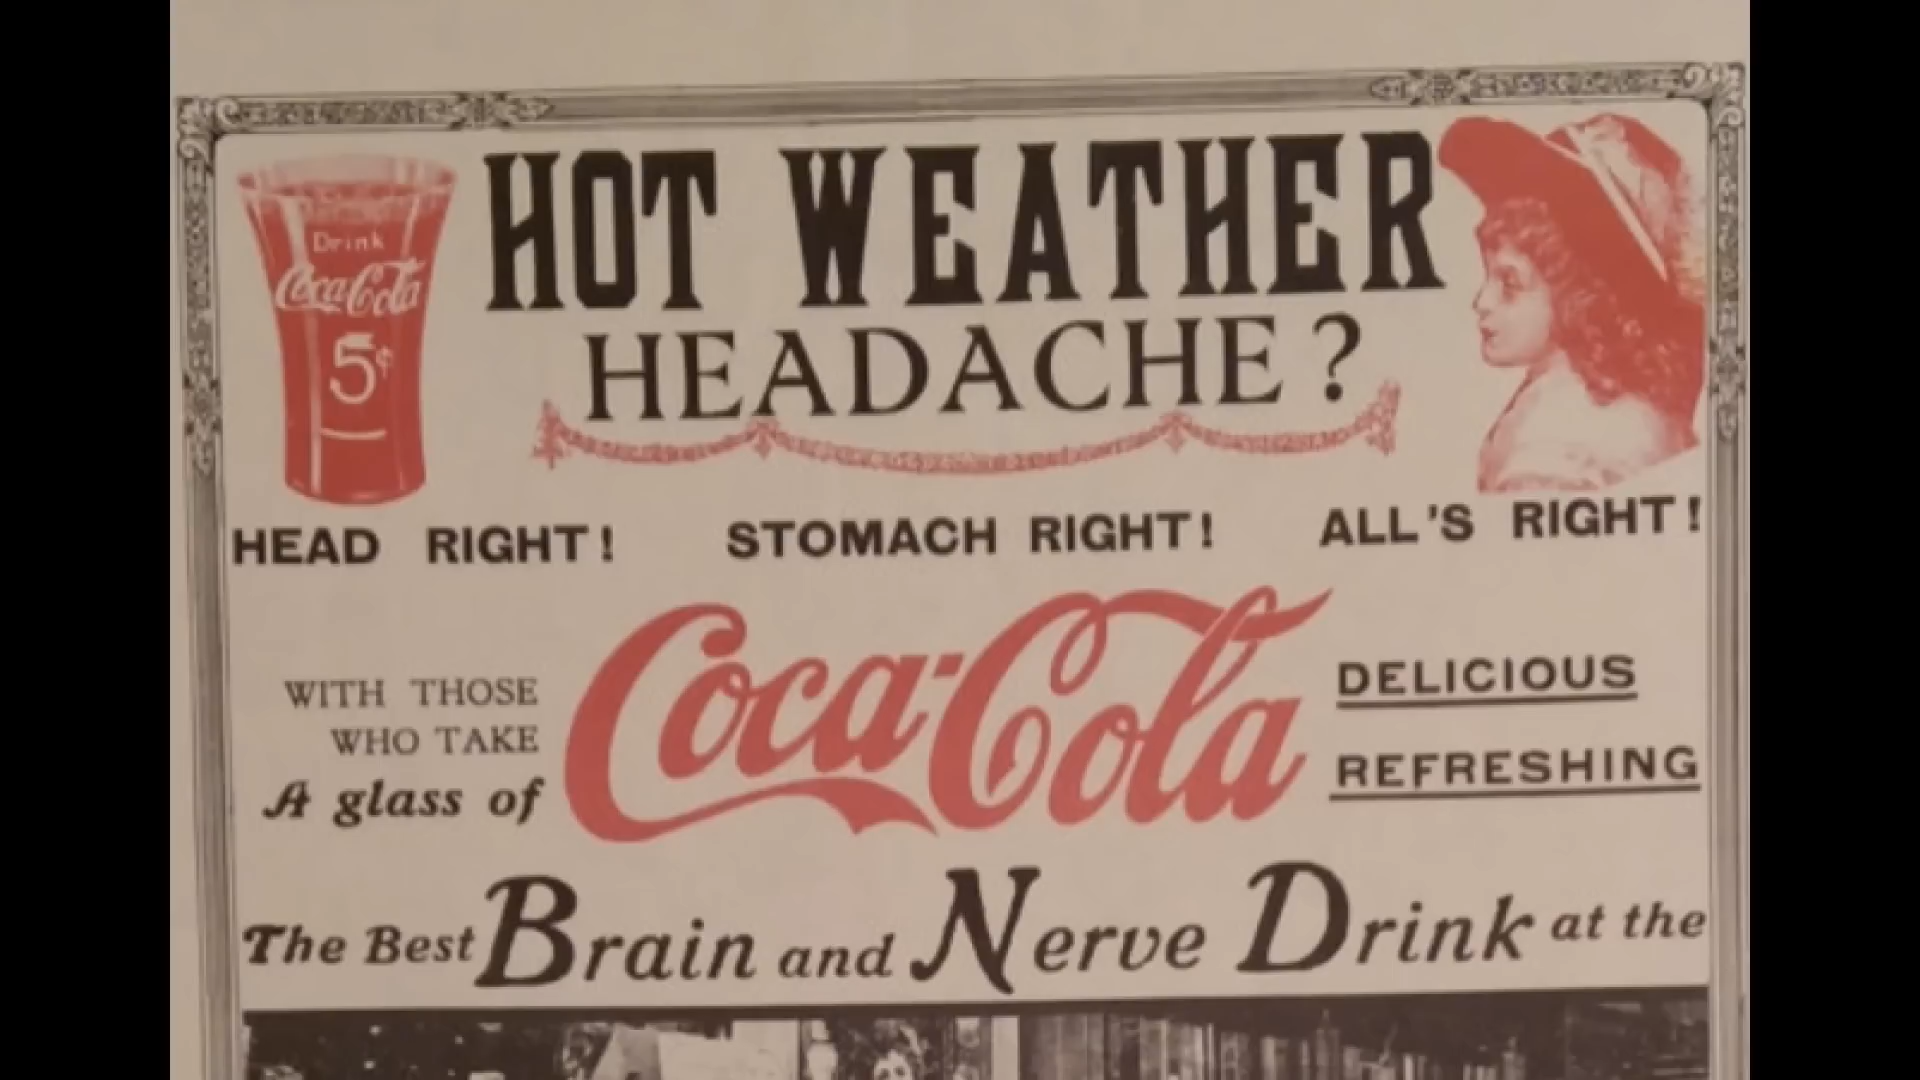 Drink
Coca-Cola
5¢
HOT WEATHER
HEADACHE?
HEAD RIGHT! STOMACH RIGHT! ALL'S RIGHT!
WITH THOSE
WHO TAKE
A glass of
Coca-Cola
DELICIOUS
REFRESHING
The Best Brain and Nerve Drink at the